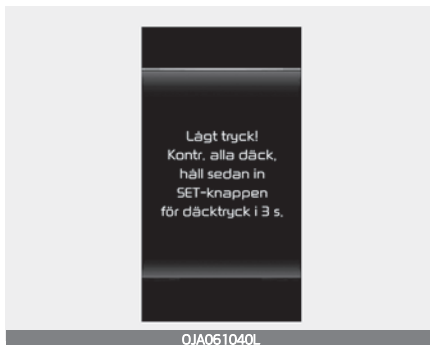 Lågt tryck!
Kontr. alla däck,
håll sedan in
SET-knappen
för däcktryck i 3 s.
OJA061040L